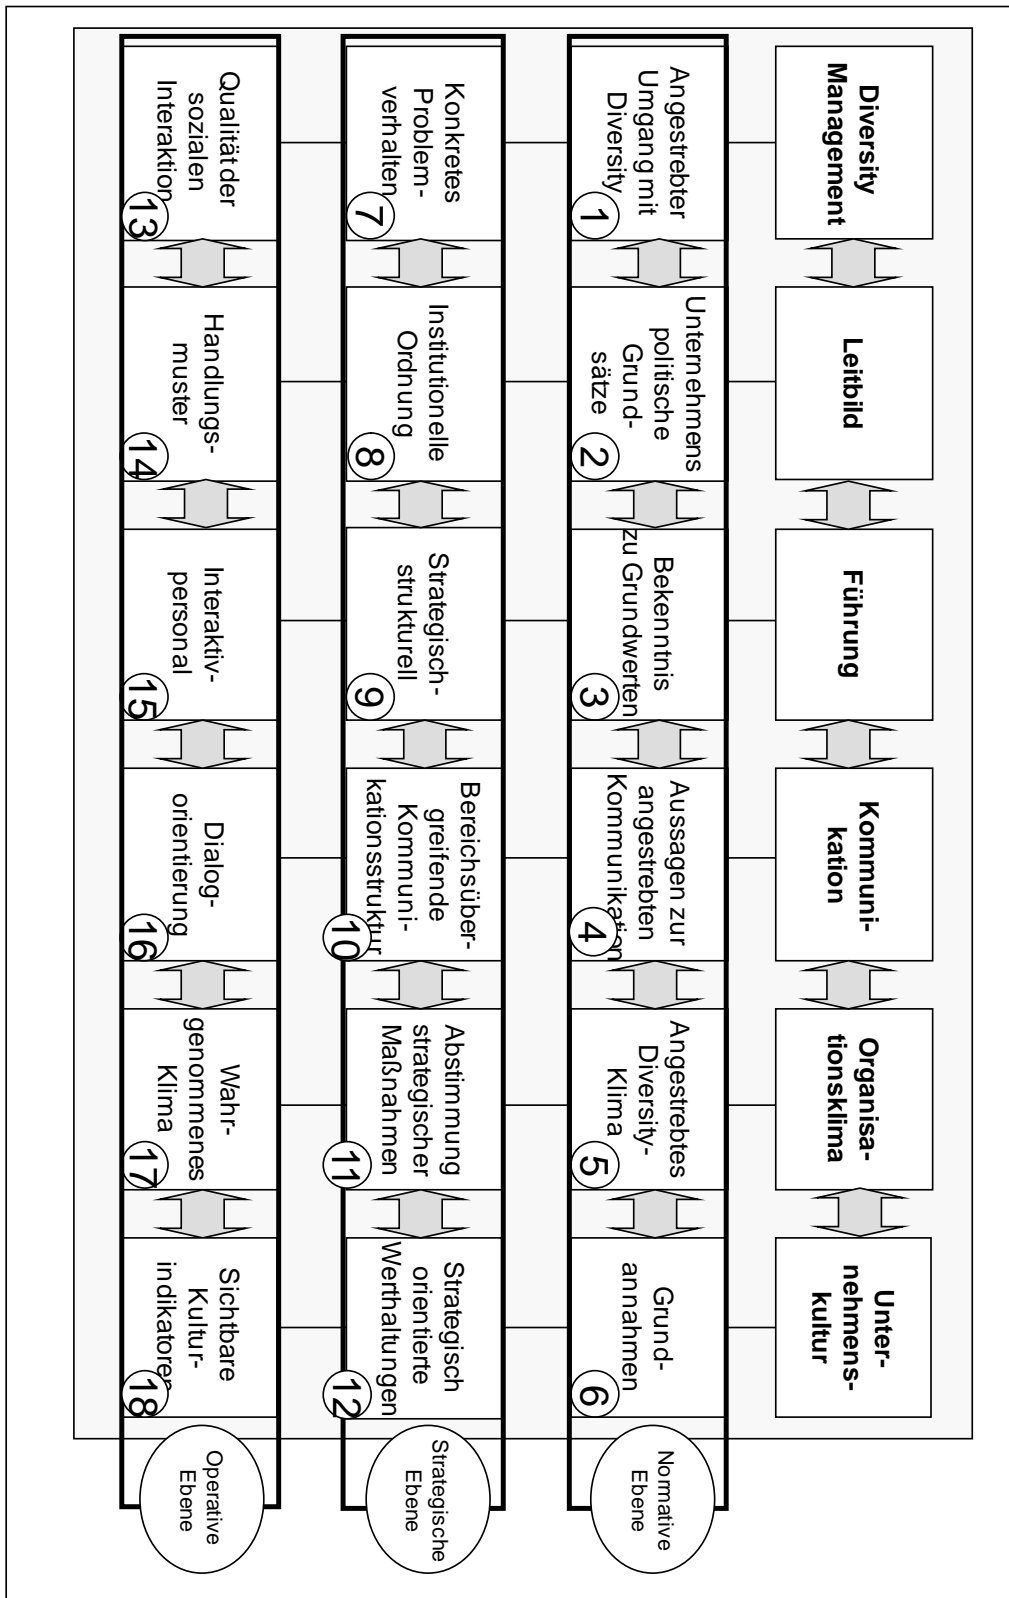 Diversity
Management
Leitbild
Führung
Kommuni-
kation
Organisa-
tionsklima
Unter-
nehmens-
kultur
Angestrebter
Umgang mit
Diversity
1
Unternehmens
politische
Grund-
sätze
2
Bekenntnis
zu Grundwerten
3
Aussagen zur
angestrebten
Kommunikation
4
Angestrebtes
Diversity-
Klima
5
Grund-
annahmen
6
Normative
Ebene
Konkretes
Problem-
verhalten
7
Institutionelle
Ordnung
8
Strategisch-
strukturell
9
Bereichsüber-
greifende
Kommuni-
kationsstruktur
10
Abstimmung
strategischer
Maßnahmen
11
Strategisch
orientierte
Werthaltungen
12
Strategische
Ebene
Qualität der
sozialen
Interaktion
13
Handlungs-
muster
14
Interaktiv-
personal
15
Dialog-
orientierung
16
Wahr-
genommenes
Klima
17
Sichtbare
Kultur-
indikatoren
18
Operative
Ebene